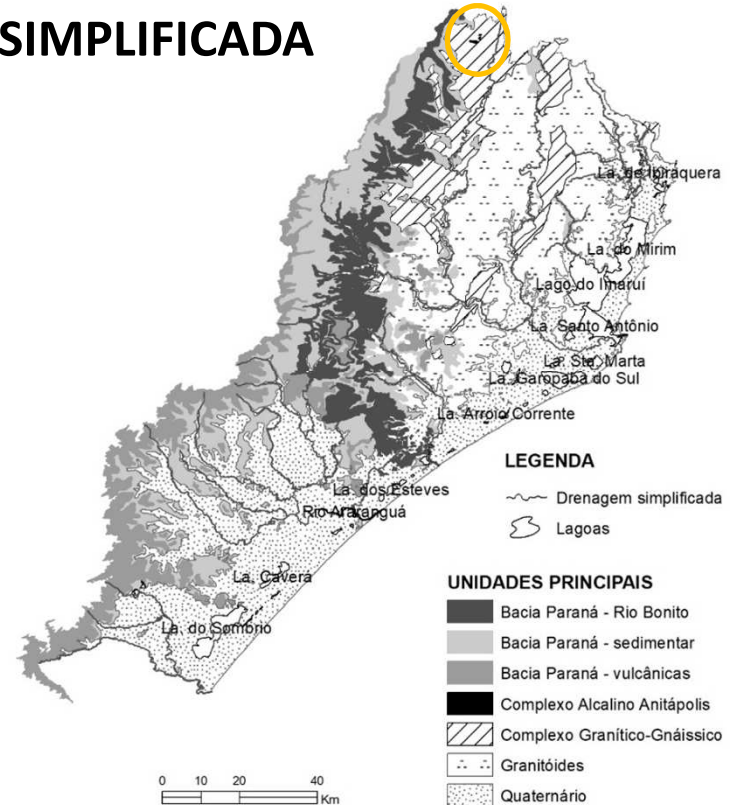 SIMPLIFICADA
La. de Ibiraquera
La. do Mirim
Lago do Imaruí
La. Santo Antônio
La. Sta. Marta
La. Garopaba do Sul
La. Arroio Corrente
La. dos Esteves
Rio Araranguá
La. Caverá
La. do Sombrio
LEGENDA
Drenagem simplificada
Lagoas
UNIDADES PRINCIPAIS
Bacia Paraná - Rio Bonito
Bacia Paraná - sedimentar
Bacia Paraná - vulcânicas
Complexo Alcalino Anitápolis
Complexo Granítico-Gnáissico
Granitóides
Quaternário
0 10 20 40
Km